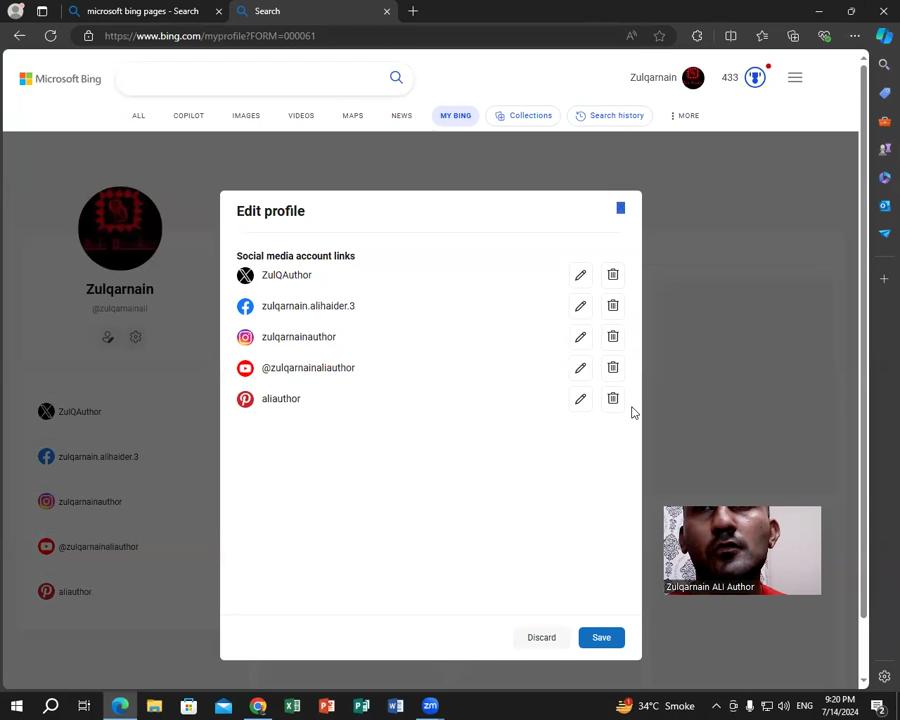 microsoft bing pages - Search
Search
https://www.bing.com/myprofile?FORM=000061
Microsoft Bing
Zulqarnain
433
ALL
COPILOT
IMAGES
VIDEOS
MAPS
NEWS
MY BING
Collections
Search history
MORE
Edit profile
Social media account links
ZulQAuthor
zulqarnain.alihaider.3
zulqarnainauthor
@zulqarnainaliauthor
aliauthor
Discard
Save
Zulqarnain
@zulqarnainali
ZulQAuthor
zulqarnain.alihaider.3
zulqarnainauthor
@zulqarnainaliauthor
aliauthor
Zulqarnain ALI Author
34°C Smoke
ENG
9:20 PM
7/14/2024
2